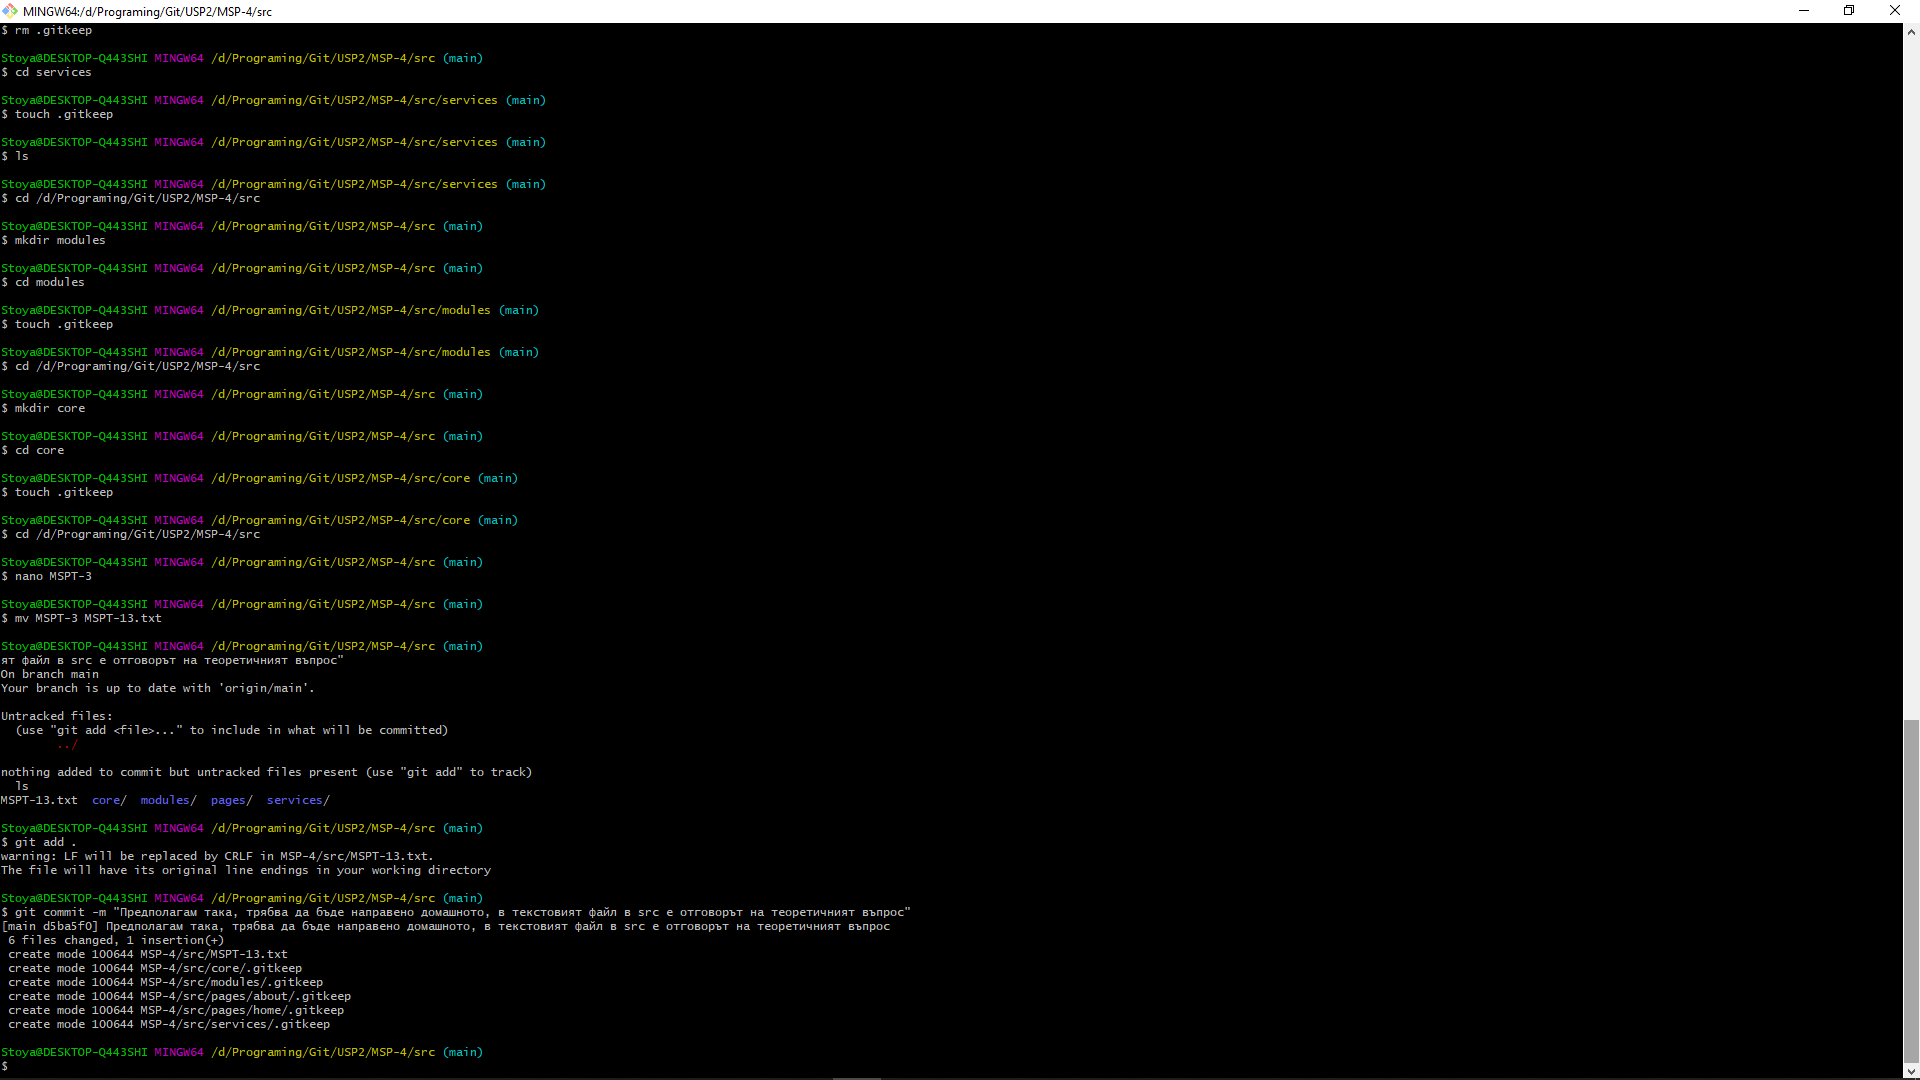 MINGW64:/d/Programing/Git/USP2/MSP-4/src
$ rm .gitkeep
Stoya@DESKTOP-Q443SHI MINGW64 /d/Programing/Git/USP2/MSP-4/src (main)
$ cd services
Stoya@DESKTOP-Q443SHI MINGW64 /d/Programing/Git/USP2/MSP-4/src/services (main)
$ touch .gitkeep
Stoya@DESKTOP-Q443SHI MINGW64 /d/Programing/Git/USP2/MSP-4/src/services (main)
$ ls
Stoya@DESKTOP-Q443SHI MINGW64 /d/Programing/Git/USP2/MSP-4/src/services (main)
$ cd /d/Programing/Git/USP2/MSP-4/src
Stoya@DESKTOP-Q443SHI MINGW64 /d/Programing/Git/USP2/MSP-4/src (main)
$ mkdir modules
Stoya@DESKTOP-Q443SHI MINGW64 /d/Programing/Git/USP2/MSP-4/src (main)
$ cd modules
Stoya@DESKTOP-Q443SHI MINGW64 /d/Programing/Git/USP2/MSP-4/src/modules (main)
$ touch .gitkeep
Stoya@DESKTOP-Q443SHI MINGW64 /d/Programing/Git/USP2/MSP-4/src/modules (main)
$ cd /d/Programing/Git/USP2/MSP-4/src
Stoya@DESKTOP-Q443SHI MINGW64 /d/Programing/Git/USP2/MSP-4/src (main)
$ mkdir core
Stoya@DESKTOP-Q443SHI MINGW64 /d/Programing/Git/USP2/MSP-4/src (main)
$ cd core
Stoya@DESKTOP-Q443SHI MINGW64 /d/Programing/Git/USP2/MSP-4/src/core (main)
$ touch .gitkeep
Stoya@DESKTOP-Q443SHI MINGW64 /d/Programing/Git/USP2/MSP-4/src/core (main)
$ cd /d/Programing/Git/USP2/MSP-4/src
Stoya@DESKTOP-Q443SHI MINGW64 /d/Programing/Git/USP2/MSP-4/src (main)
$ nano MSPT-3
Stoya@DESKTOP-Q443SHI MINGW64 /d/Programing/Git/USP2/MSP-4/src (main)
$ mv MSPT-3 MSPT-13.txt
Stoya@DESKTOP-Q443SHI MINGW64 /d/Programing/Git/USP2/MSP-4/src (main)
ят файл в src е отговорът на теоретичният въпрос"
On branch main
Your branch is up to date with 'origin/main'.
Untracked files:
(use "git add <file>..." to include in what will be committed)
../
nothing added to commit but untracked files present (use "git add" to track)
ls
MSPT-13.txt core/ modules/ pages/ services/
Stoya@DESKTOP-Q443SHI MINGW64 /d/Programing/Git/USP2/MSP-4/src (main)
$ git add .
warning: LF will be replaced by CRLF in MSP-4/src/MSPT-13.txt.
The file will have its original line endings in your working directory
Stoya@DESKTOP-Q443SHI MINGW64 /d/Programing/Git/USP2/MSP-4/src (main)
$ git commit -m "Предполагам така, трябва да бъде направено домашното, в текстовият файл в src е отговорът на теоретичният въпрос"
[main d5ba5f0] Предполагам така, трябва да бъде направено домашното, в текстовият файл в src е отговорът на теоретичният въпрос
6 files changed, 1 insertion(+)
create mode 100644 MSP-4/src/MSPT-13.txt
create mode 100644 MSP-4/src/core/.gitkeep
create mode 100644 MSP-4/src/modules/.gitkeep
create mode 100644 MSP-4/src/pages/about/.gitkeep
create mode 100644 MSP-4/src/pages/home/.gitkeep
create mode 100644 MSP-4/src/services/.gitkeep
Stoya@DESKTOP-Q443SHI MINGW64 /d/Programing/Git/USP2/MSP-4/src (main)
$